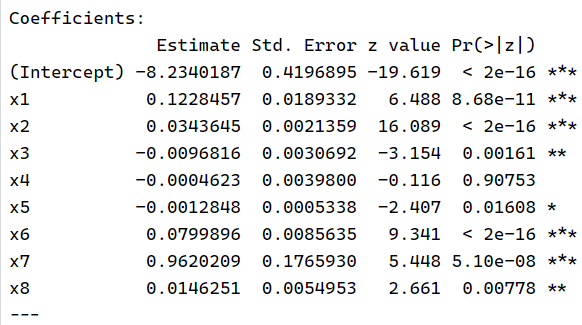 Coefficients:
Estimate Std. Error z value Pr(>|z|)
(Intercept) -8.2340187 0.4196895 -19.619 < 2e-16 ***
x1 0.1228457 0.0189332 6.488 8.68e-11 ***
x2 0.0343645 0.0021359 16.089 < 2e-16 ***
x3 -0.0096816 0.0030692 -3.154 0.00161 **
x4 -0.0004623 0.0039800 -0.116 0.90753
x5 -0.0012848 0.0005338 -2.407 0.01608 *
x6 0.0799896 0.0085635 9.341 < 2e-16 ***
x7 0.9620209 0.1765930 5.448 5.10e-08 ***
x8 0.0146251 0.0054953 2.661 0.00778 **
---